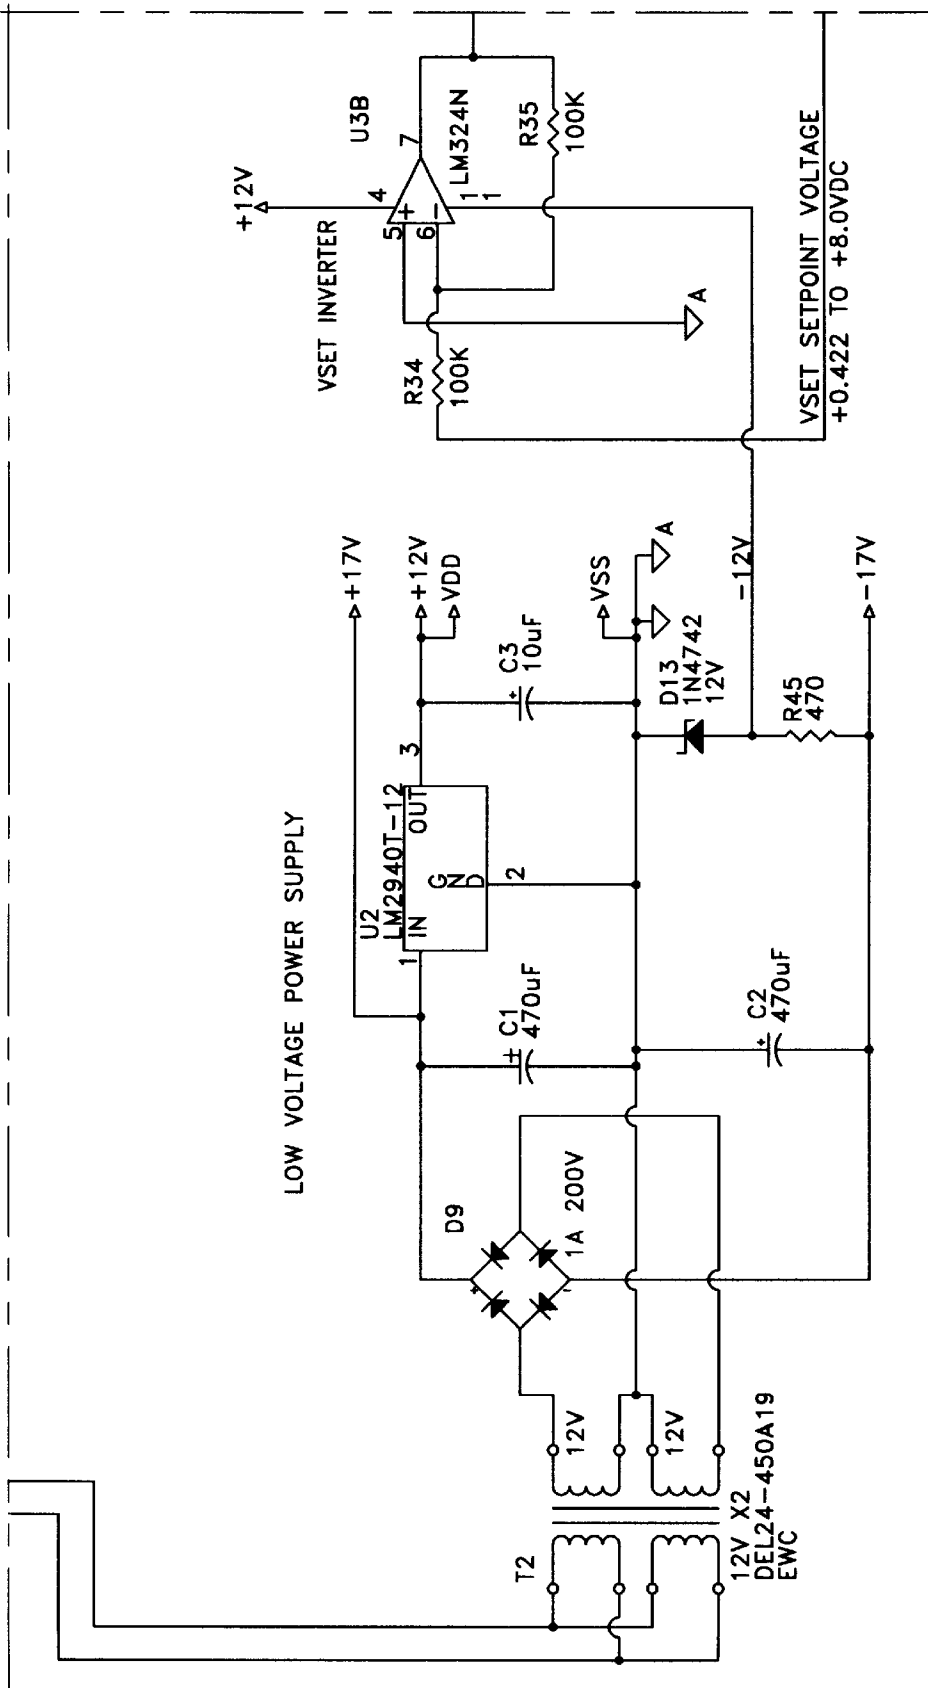 LOW VOLTAGE POWER SUPPLY
T2
12V X2
DEL24-450A19
EWC
12V
12V
D9
+
-
1A 200V
C1
470uF
+
C2
470uF
+
U2
LM2940T-12
IN
OUT
GND
1
2
3
C3
10uF
+
+17V
+12V
VDD
VSS
A
D13
1N4742
12V
-12V
R45
470
-17V
VSET INVERTER
+12V
U3B
LM324N
4
5
6
7
11
+
-
R34
100K
R35
100K
A
VSET SETPOINT VOLTAGE
+0.422 TO +8.0VDC